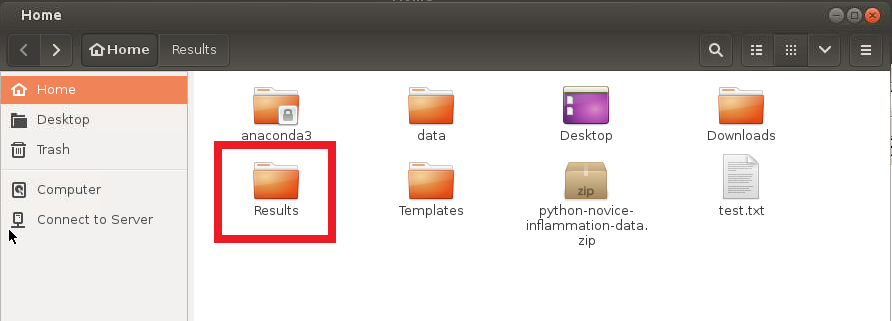 Home
Home Results
Home
Desktop
Trash
Computer
Connect to Server
anaconda3 data Desktop Downloads
Results Templates python-novice- test.txt
inflammation-data.
zip
zip